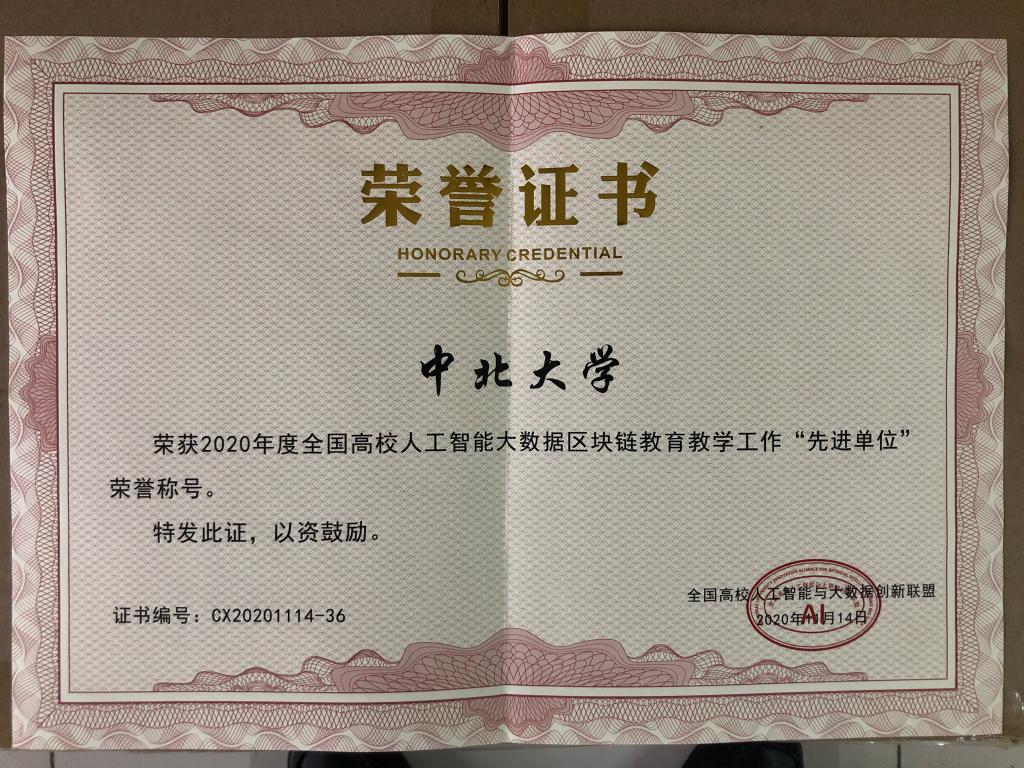 荣誉证书
HONORARY CREDENTIAL
中北大学
荣获2020年度全国高校人工智能大数据区块链教育教学工作“先进单位”
荣誉称号。
特发此证，以资鼓励。
证书编号：CX20201114-36
全国高校人工智能与大数据创新联盟
2020年11月14日
AI